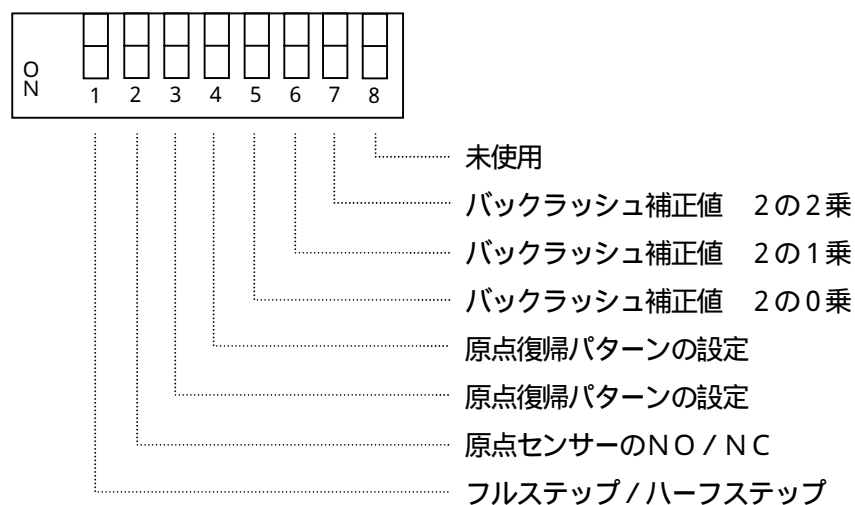 ON
1 2 3 4 5 6 7 8
未使用
バックラッシュ補正値　2の2乗
バックラッシュ補正値　2の1乗
バックラッシュ補正値　2の0乗
原点復帰パターンの設定
原点復帰パターンの設定
原点センサーのNO/NC
フルステップ/ハーフステップ